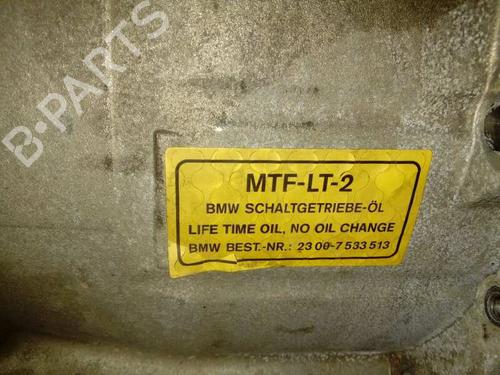 B-PARTS
MTF-LT-2
BMW SCHALTGETRIEBE-ÖL
LIFE TIME OIL, NO OIL CHANGE
BMW BEST.-NR.: 23 00-7 533 513